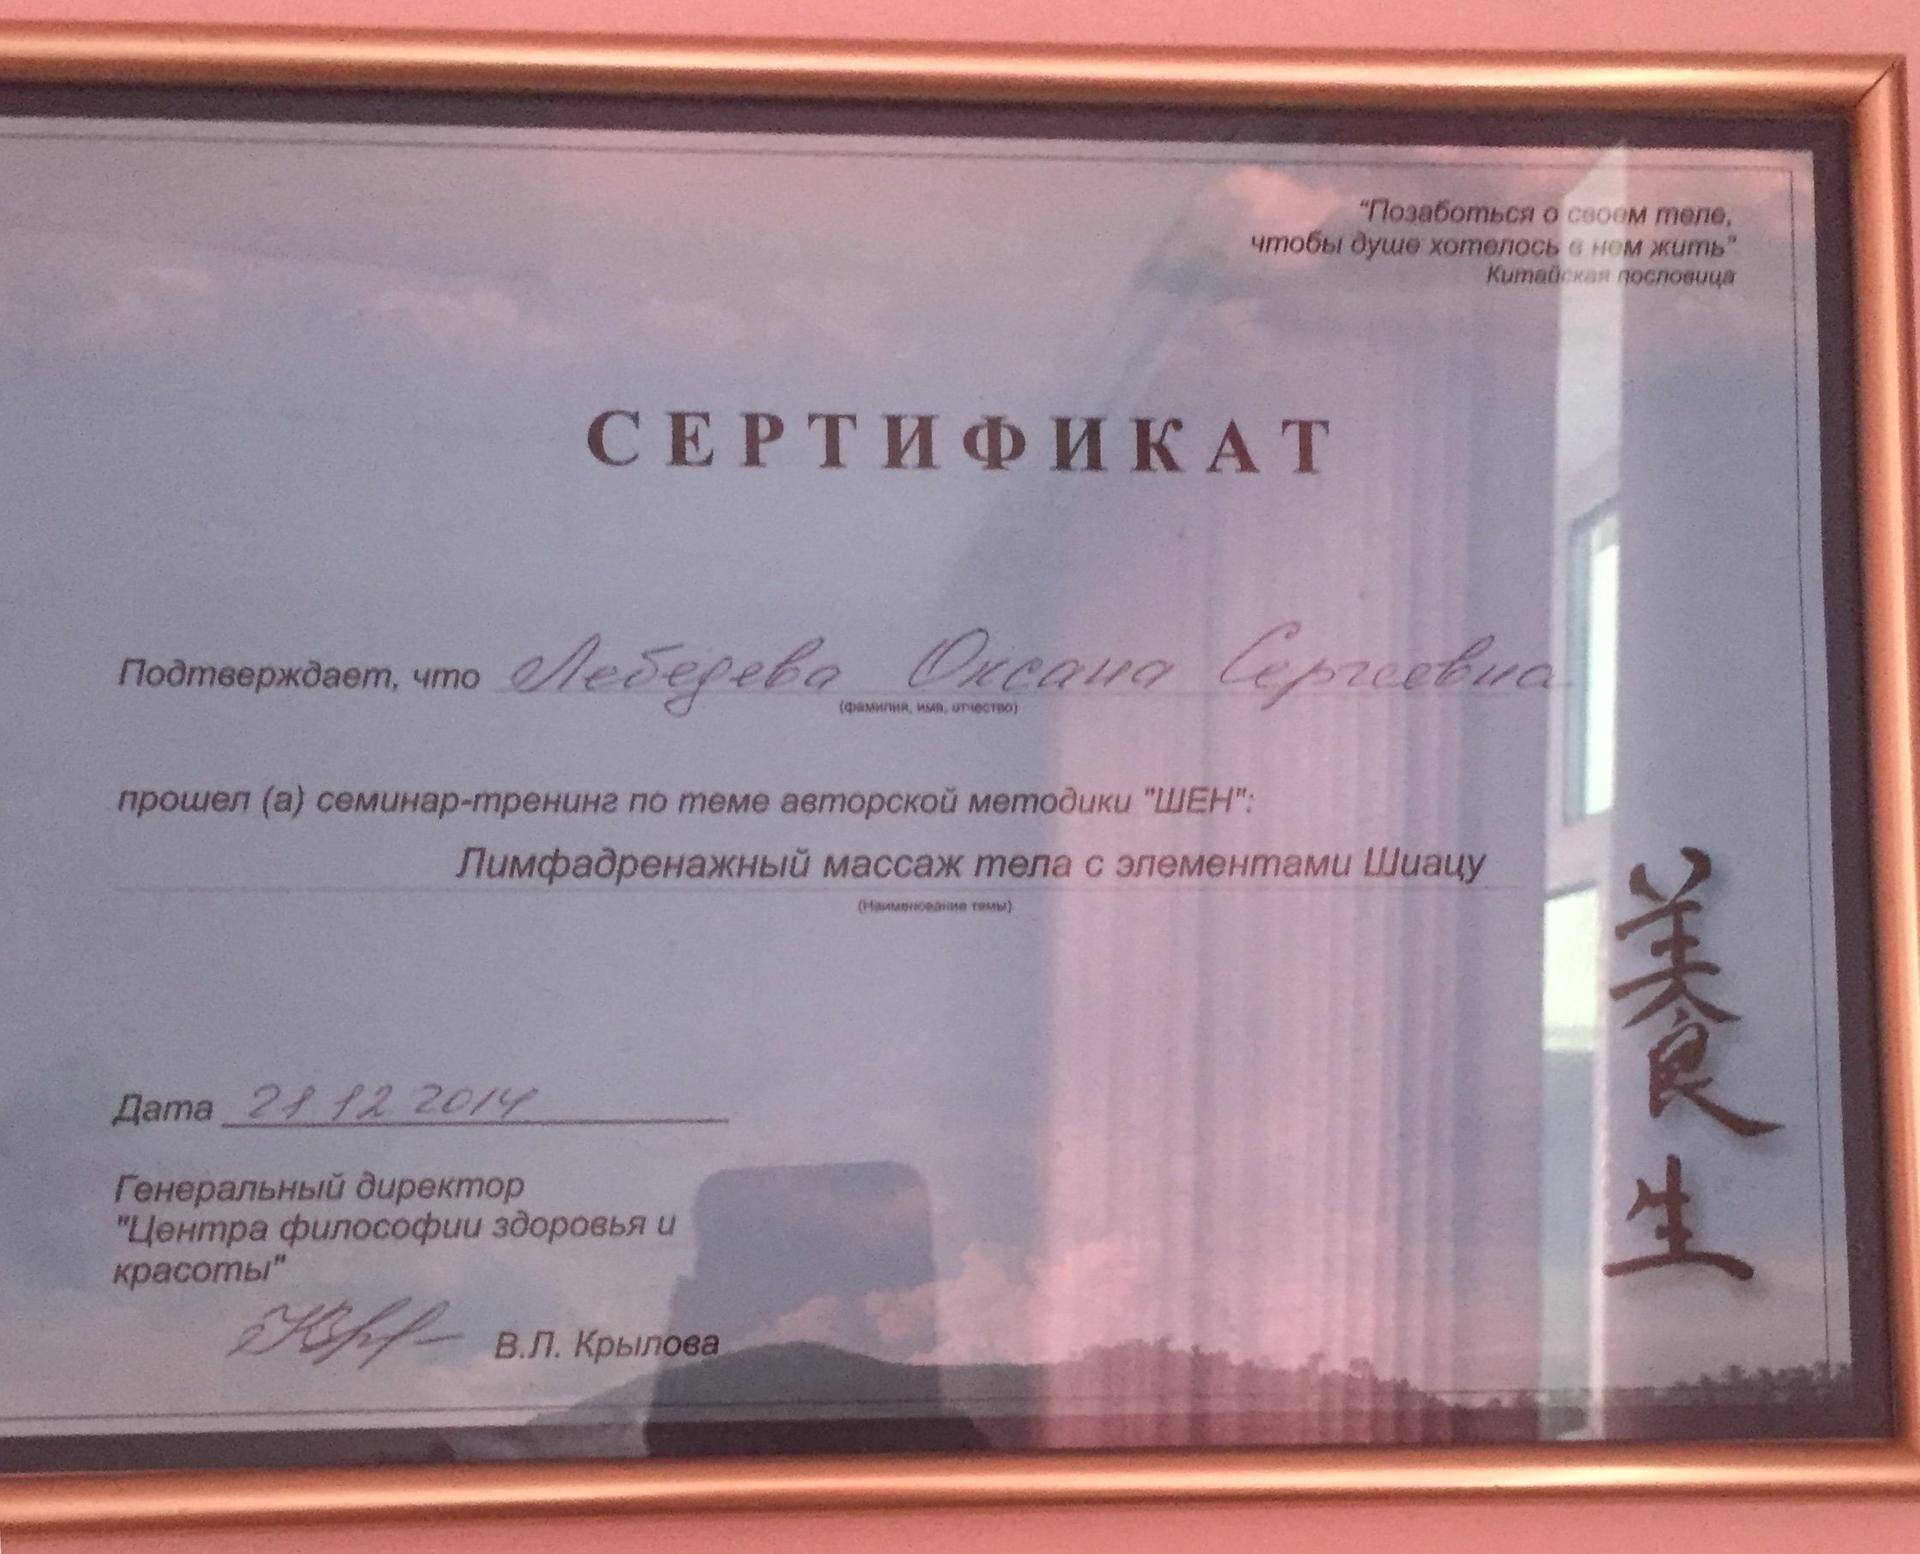 "Позаботься о своем теле,
чтобы душе хотелось в нем жить"
Китайская пословица
СЕРТИФИКАТ
Подтверждает, что Лебедева Оксана Сергеевна
(фамилия, имя, отчество)
прошел (а) семинар-тренинг по теме авторской методики "ШЕН":
Лимфадренажный массаж тела с элементами Шиацу
(Наименование темы)
養生
Дата 21 12 2014
Генеральный директор
"Центра философии здоровья и
красоты"
В.Л. Крылова